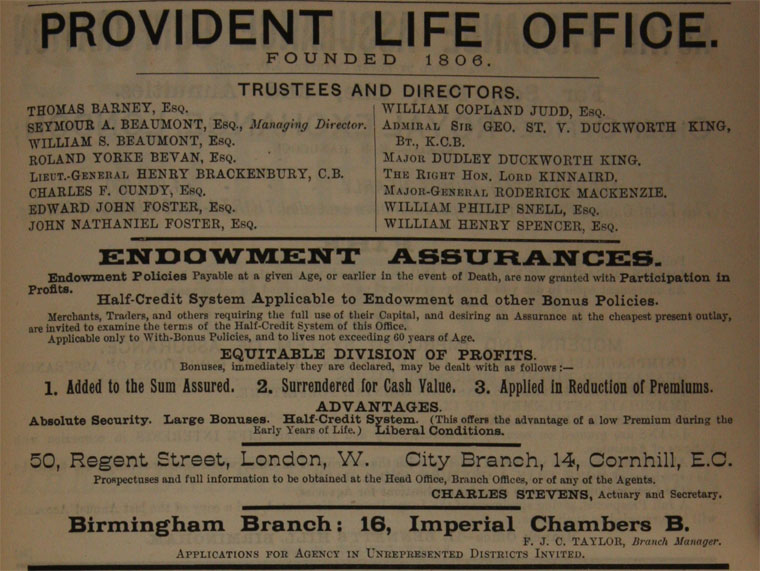 PROVIDENT LIFE OFFICE.
FOUNDED 1806.
TRUSTEES AND DIRECTORS.
THOMAS BARNEY, Esq.
SEYMOUR A. BEAUMONT, Esq., Managing Director.
WILLIAM S. BEAUMONT, Esq.
ROLAND YORKE BEVAN, Esq.
Lieut.-General HENRY BRACKENBURY, C.B.
CHARLES F. CUNDY, Esq.
EDWARD JOHN FOSTER, Esq.
JOHN NATHANIEL FOSTER, Esq.
WILLIAM COPLAND JUDD, Esq.
Admiral Sir GEO. ST. V. DUCKWORTH KING,
Bt., K.C.B.
Major DUDLEY DUCKWORTH KING.
The Right Hon. Lord KINNAIRD.
Major-General RODERICK MACKENZIE.
WILLIAM PHILIP SNELL, Esq.
WILLIAM HENRY SPENCER, Esq.
ENDOWMENT ASSURANCES.
Endowment Policies Payable at a given Age, or earlier in the event of Death, are now granted with Participation in
Profits.
Half-Credit System Applicable to Endowment and other Bonus Policies.
Merchants, Traders, and others requiring the full use of their Capital, and desiring an Assurance at the cheapest present outlay,
are invited to examine the terms of the Half-Credit System of this Office.
Applicable only to With-Bonus Policies, and to lives not exceeding 60 years of Age.
EQUITABLE DIVISION OF PROFITS.
Bonuses, immediately they are declared, may be dealt with as follows :—
1. Added to the Sum Assured. 2. Surrendered for Cash Value. 3. Applied in Reduction of Premiums.
ADVANTAGES.
Absolute Security. Large Bonuses. Half-Credit System. (This offers the advantage of a low Premium during the
Early Years of Life.) Liberal Conditions.
50, Regent Street, London, W. City Branch, 14, Cornhill, E.C.
Prospectuses and full information to be obtained at the Head Office, Branch Offices, or of any of the Agents.
CHARLES STEVENS, Actuary and Secretary.
Birmingham Branch: 16, Imperial Chambers B.
F. J. C. TAYLOR, Branch Manager.
Applications for Agency in Unrepresented Districts Invited.